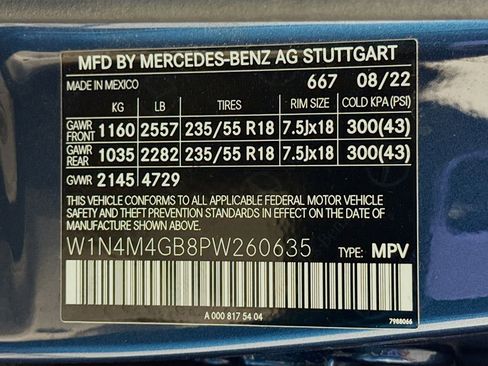 MFD BY MERCEDES-BENZ AG STUTTGART
MADE IN MEXICO 667 08/22
KG LB TIRES RIM SIZE COLD KPA (PSI)
GAWR FRONT 1160 2557 235/55 R18 7.5Jx18 300(43)
GAWR REAR 1035 2282 235/55 R18 7.5Jx18 300(43)
GVWR 2145 4729
THIS VEHICLE CONFORMS TO ALL APPLICABLE FEDERAL MOTOR VEHICLE
SAFETY AND THEFT PREVENTION STANDARDS IN EFFECT ON THE DATE OF
MANUFACTURE SHOWN ABOVE.
W1N4M4GB8PW260635 TYPE: MPV
A 000 817 54 04
7988066